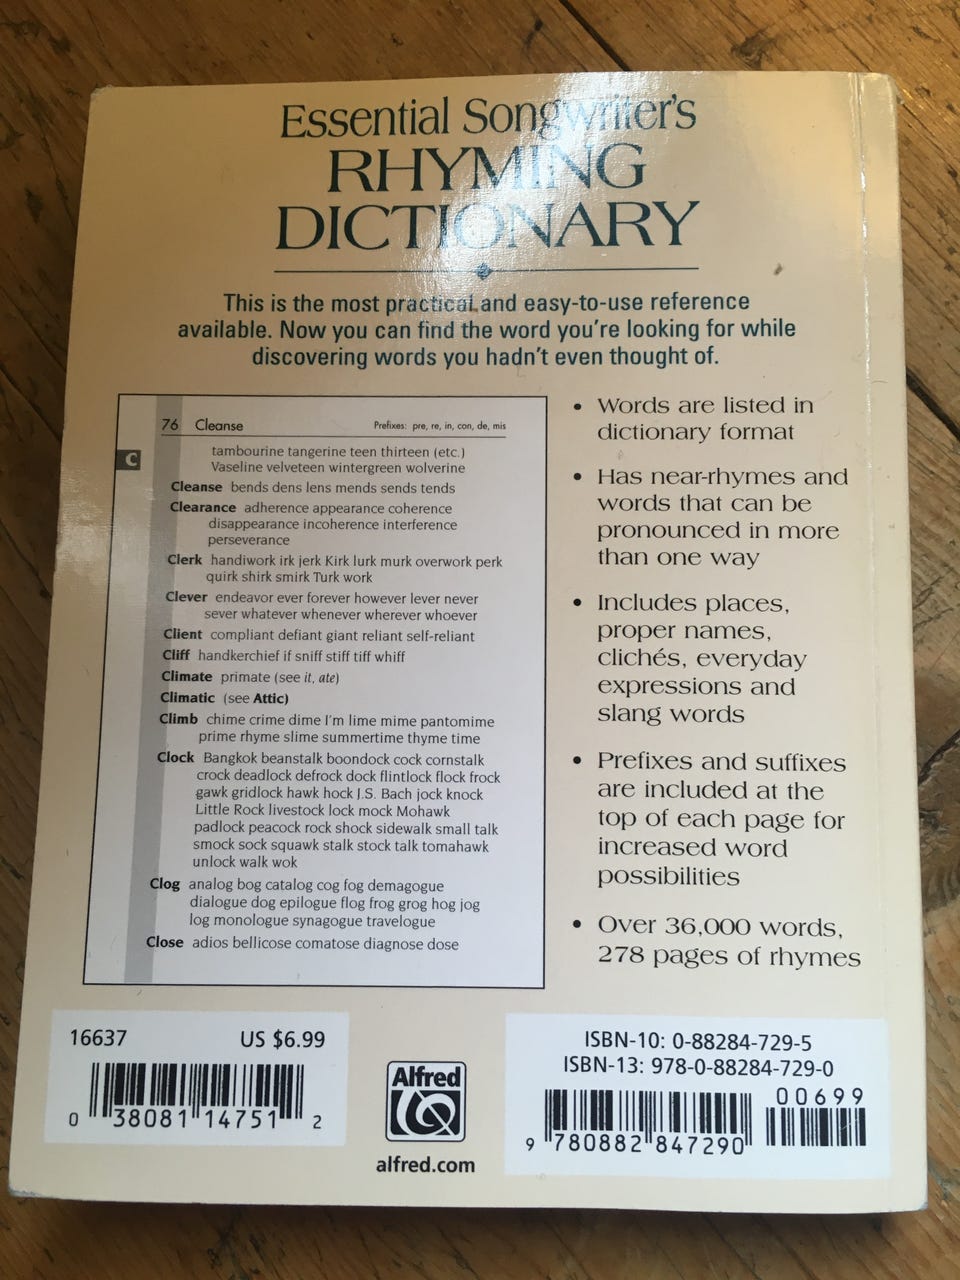 Essential Songwriter's
RHYMING
DICTIONARY
This is the most practical and easy-to-use reference
available. Now you can find the word you're looking for while
discovering words you hadn't even thought of.
76 Cleanse Prefixes: pre, re, in, con, de, mis
C
tambourine tangerine teen thirteen (etc.)
Vaseline velveteen wintergreen wolverine
Cleanse bends dens lens mends sends tends
Clearance adherence appearance coherence
disappearance incoherence interference
perseverance
Clerk handiwork irk jerk Kirk lurk murk overwork perk
quirk shirk smirk Turk work
Clever endeavor ever forever however lever never
sever whatever whenever wherever whoever
Client compliant defiant giant reliant self-reliant
Cliff handkerchief if sniff stiff tiff whiff
Climate primate (see it, ate)
Climatic (see Attic)
Climb chime crime dime I'm lime mime pantomime
prime rhyme slime summertime thyme time
Clock Bangkok beanstalk boondock cock cornstalk
crock deadlock defrock dock flintlock flock frock
gawk gridlock hawk hock J.S. Bach jock knock
Little Rock livestock lock mock Mohawk
padlock peacock rock shock sidewalk small talk
smock sock squawk stalk stock talk tomahawk
unlock walk wok
Clog analog bog catalog cog fog demagogue
dialogue dog epilogue flog frog grog hog jog
log monologue synagogue travelogue
Close adios bellicose comatose diagnose dose
• Words are listed in
dictionary format
• Has near-rhymes and
words that can be
pronounced in more
than one way
• Includes places,
proper names,
clichés, everyday
expressions and
slang words
• Prefixes and suffixes
are included at the
top of each page for
increased word
possibilities
• Over 36,000 words,
278 pages of rhymes
16637 US $6.99
0 38081 14751 2
Alfred
alfred.com
ISBN-10: 0-88284-729-5
ISBN-13: 978-0-88284-729-0
00699
9 780882 847290